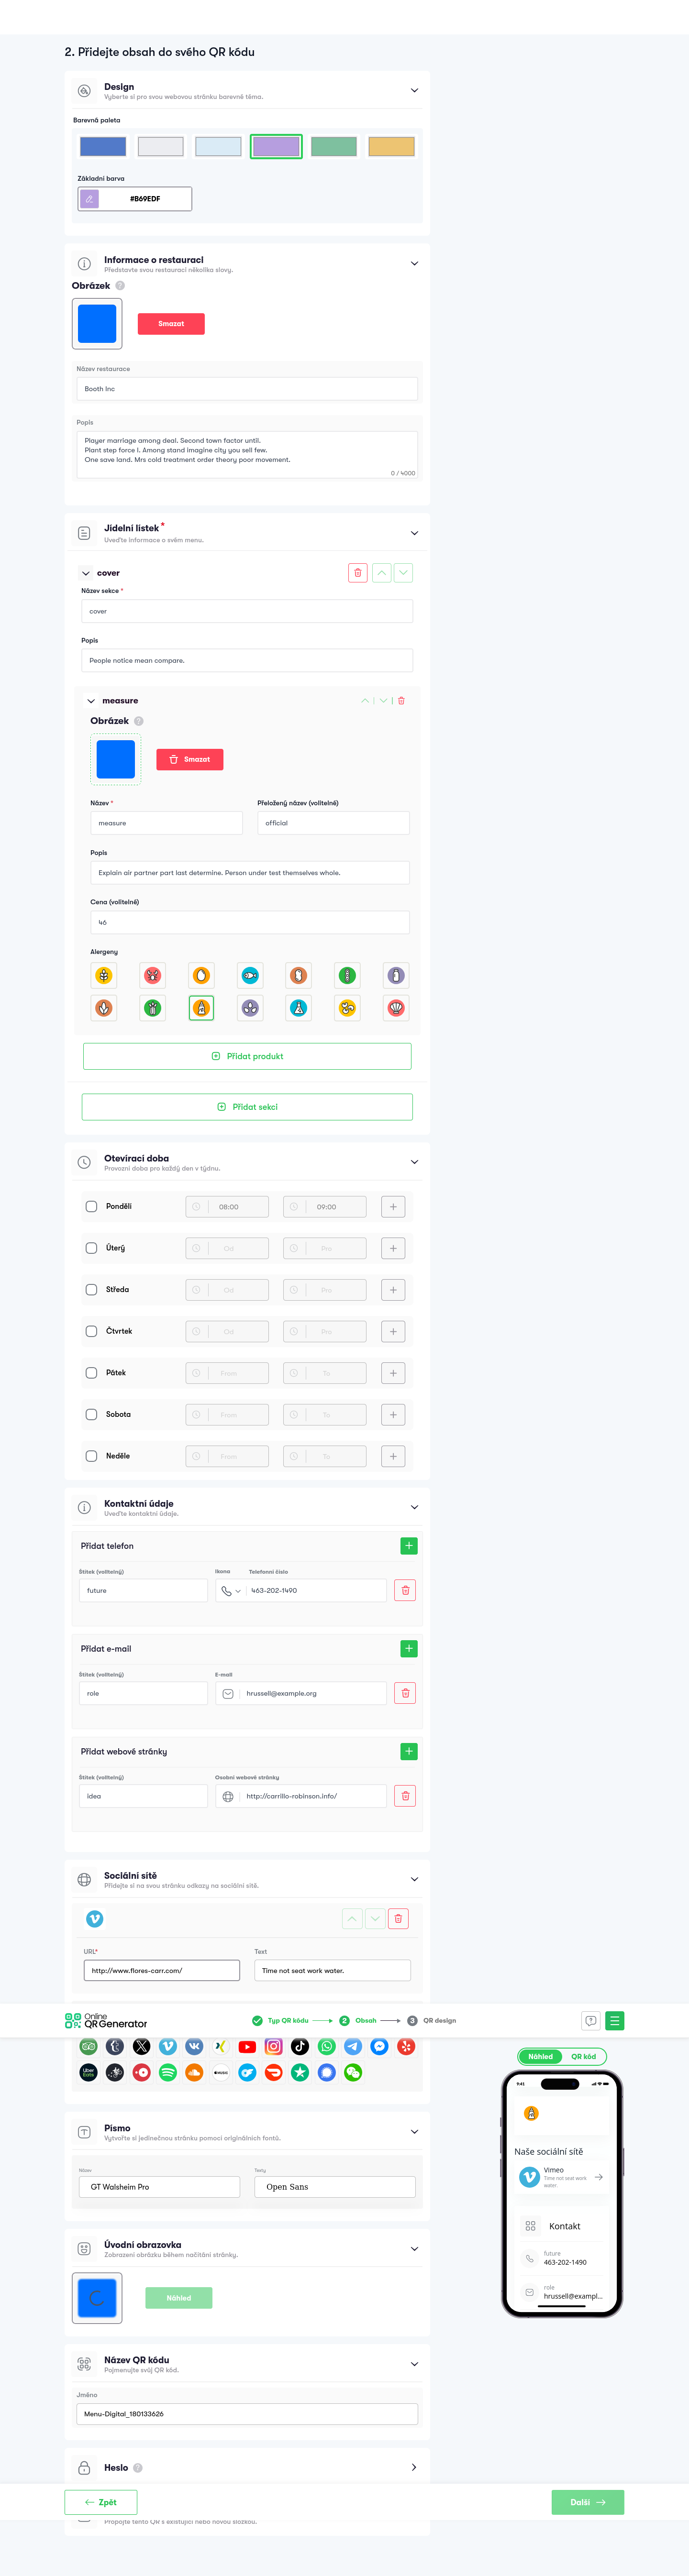 2. Přidejte obsah do svého QR kódu
Design
Vyberte si pro svou webovou stránku barevné téma.
Barevná paleta
Základní barva
#B69EDF
Informace o restauraci
Představte svou restauraci několika slovy.
Obrázek ?
Smazat
Název restaurace
Booth Inc
Popis
Player marriage among deal. Second town factor until.
Plant step force I. Among stand imagine city you sell few.
One save land. Mrs cold treatment order theory poor movement.
0 / 4000
Jídelní lístek *
Uveďte informace o svém menu.
cover
Název sekce *
cover
Popis
People notice mean compare.
measure
Obrázek ?
Smazat
Název * Přeložený název (volitelné)
measure official
Popis
Explain air partner part last determine. Person under test themselves whole.
Cena (volitelné)
46
Alergeny
Přidat produkt
Přidat sekci
Otevírací doba
Provozní doba pro každý den v týdnu.
Pondělí 08:00 09:00
Úterý Od Pro
Středa Od Pro
Čtvrtek Od Pro
Pátek From To
Sobota From To
Neděle From To
Kontaktní údaje
Uveďte kontaktní údaje.
Přidat telefon
Štítek (volitelný) Ikona Telefonní číslo
future 463-202-1490
Přidat e-mail
Štítek (volitelný) E-mail
role hrussell@example.org
Přidat webové stránky
Štítek (volitelný) Osobní webové stránky
idea http://carrillo-robinson.info/
Sociální sítě
Přidejte si na svou stránku odkazy na sociální sítě.
URL* Text
http://www.flores-carr.com/ Time not seat work water.
Online
QR Generator
Typ QR kódu 2 Obsah 3 QR design
Uber
Eats
Náhled QR kód
9:41
Naše sociální sítě
Vimeo
Time not seat work
water.
Kontakt
future
463-202-1490
role
hrussell@exampl...
Písmo
Vytvořte si jedinečnou stránku pomocí originálních fontů.
Název Texty
GT Walsheim Pro Open Sans
Úvodní obrazovka
Zobrazení obrázku během načítání stránky.
Náhled
Název QR kódu
Pojmenujte svůj QR kód.
Jméno
Menu-Digital_180133626
Heslo ?
Zpět Další
Propojte tento QR s existující nebo novou složkou.